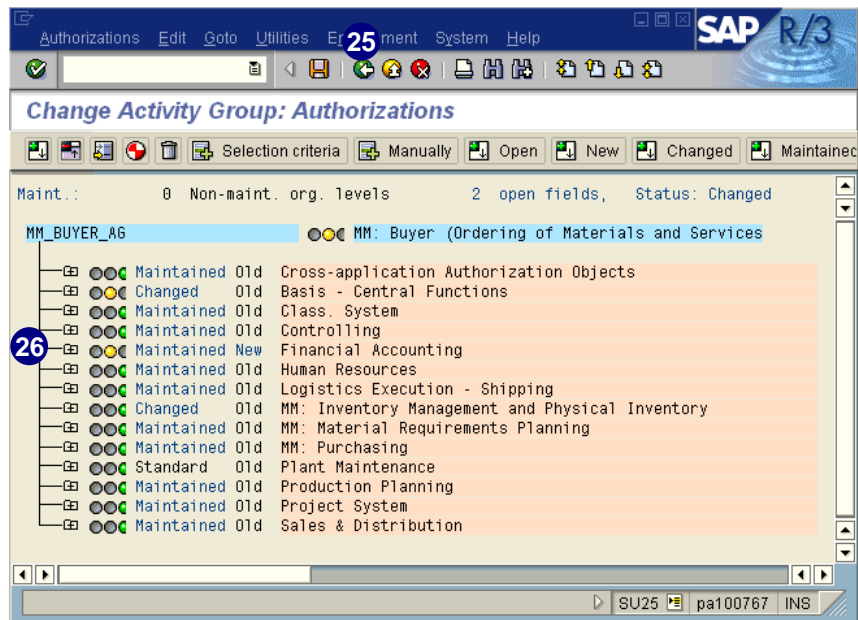 Authorizations Edit Goto Utilities E 25 ment System Help
SAP R/3
Change Activity Group: Authorizations
Selection criteria Manually Open New Changed Maintained
Maint.: 0 Non-maint. org. levels 2 open fields, Status: Changed
MM_BUYER_AG MM: Buyer (Ordering of Materials and Services
Maintained Old Cross-application Authorization Objects
Changed Old Basis - Central Functions
Maintained Old Class. System
Maintained Old Controlling
26 Maintained New Financial Accounting
Maintained Old Human Resources
Maintained Old Logistics Execution - Shipping
Changed Old MM: Inventory Management and Physical Inventory
Maintained Old MM: Material Requirements Planning
Maintained Old MM: Purchasing
Standard Old Plant Maintenance
Maintained Old Production Planning
Maintained Old Project System
Maintained Old Sales & Distribution
SU25 pa100767 INS